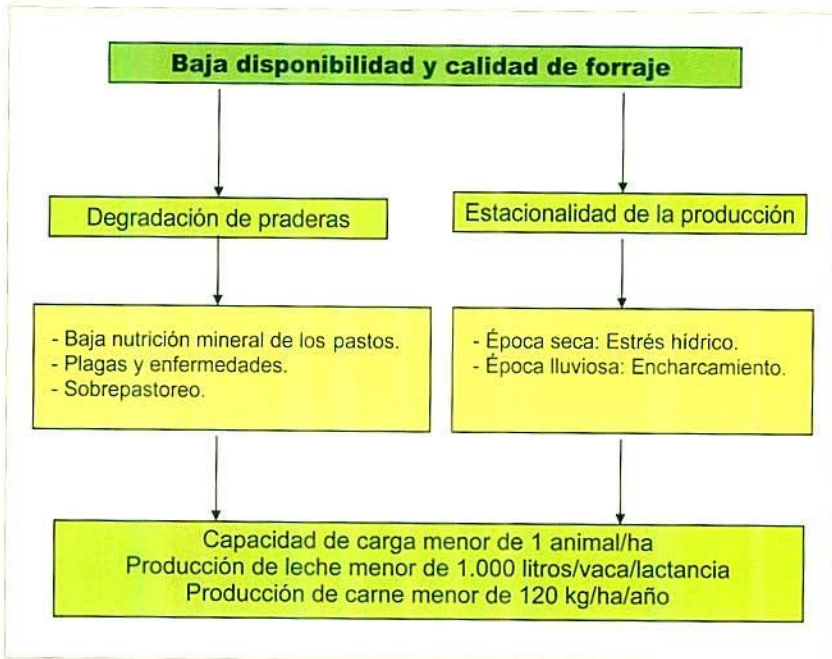 Baja disponibilidad y calidad de forraje
Degradación de praderas
Estacionalidad de la producción
- Baja nutrición mineral de los pastos.
- Plagas y enfermedades.
- Sobrepastoreo.
- Época seca: Estrés hídrico.
- Época lluviosa: Encharcamiento.
Capacidad de carga menor de 1 animal/ha
Producción de leche menor de 1.000 litros/vaca/lactancia
Producción de carne menor de 120 kg/ha/año